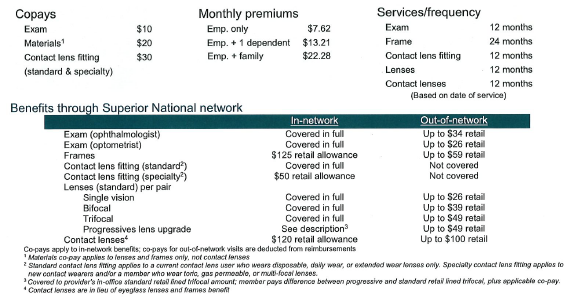 Copays Monthly premiums Services/frequency
Exam $10 Emp. only $7.62 Exam 12 months
Materials¹ $20 Emp. + 1 dependent $13.21 Frame 24 months
Contact lens fitting $30 Emp. + family $22.28 Contact lens fitting 12 months
(standard & specialty) Lenses 12 months
Contact lenses 12 months
(Based on date of service)
Benefits through Superior National network
In-network Out-of-network
Exam (ophthalmologist) Covered in full Up to $34 retail
Exam (optometrist) Covered in full Up to $26 retail
Frames $125 retail allowance Up to $59 retail
Contact lens fitting (standard²) Covered in full Not covered
Contact lens fitting (specialty²) $50 retail allowance Not covered
Lenses (standard) per pair
Single vision Covered in full Up to $26 retail
Bifocal Covered in full Up to $39 retail
Trifocal Covered in full Up to $49 retail
Progressives lens upgrade See description³ Up to $49 retail
Contact lenses⁴ $120 retail allowance Up to $100 retail
Co-pays apply to in-network benefits; co-pays for out-of-network visits are deducted from reimbursements
¹ Materials co-pay applies to lenses and frames only, not contact lenses
² Standard contact lens fitting applies to a current contact lens user who wears disposable, daily wear, or extended wear lenses only. Specialty contact lens fitting applies to
new contact wearers and/or a member who wear toric, gas permeable, or multi-focal lenses.
³ Covered to provider's in-office standard retail lined trifocal amount; member pays difference between progressive and standard retail lined trifocal, plus applicable co-pay.
⁴ Contact lenses are in lieu of eyeglass lenses and frames benefit